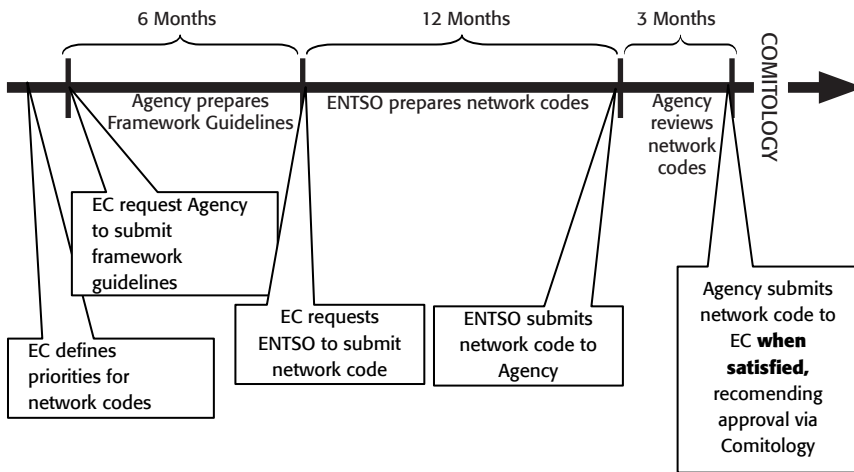 6 Months
12 Months
3 Months
COMITOLOGY
Agency prepares
Framework Guidelines
ENTSO prepares network codes
Agency
reviews
network
codes
EC request Agency
to submit
framework
guidelines
EC defines
priorities for
network codes
EC requests
ENTSO to submit
network code
ENTSO submits
network code to
Agency
Agency submits
network code to
EC when
satisfied,
recomending
approval via
Comitology